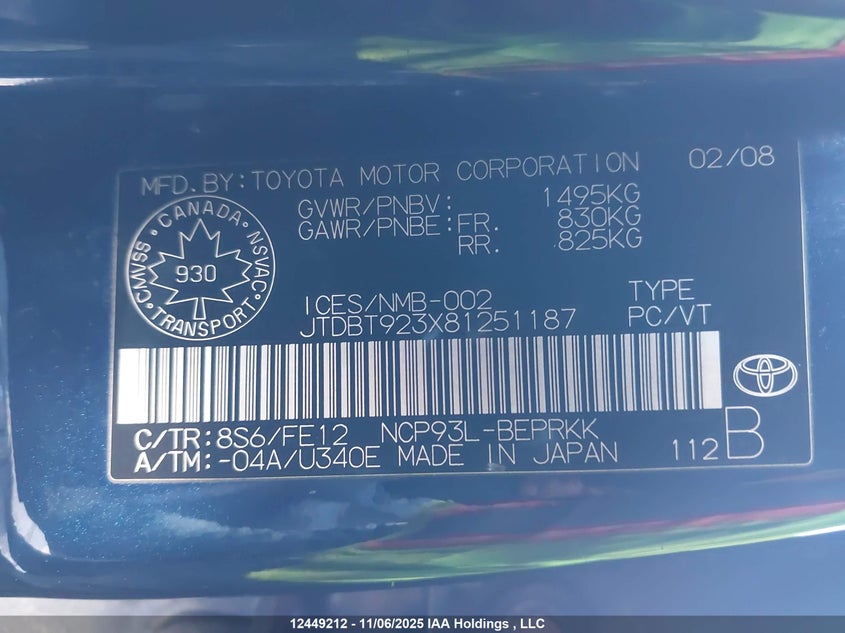 MFD. BY: TOYOTA MOTOR CORPORATION 02/08
GVWR/PNBV: 1495KG
GAWR/PNBE: FR. 830KG
RR. 825KG
CANADA
CMVSS NSVAC
930
TRANSPORT
ICES/NMB-002 TYPE
JTDBT923X81251187 PC/VT
C/TR: 8S6/FE12 NCP93L-BEPRKK
A/TM: -04A/U340E MADE IN JAPAN 112 B
12449212 - 11/06/2025 IAA Holdings , LLC